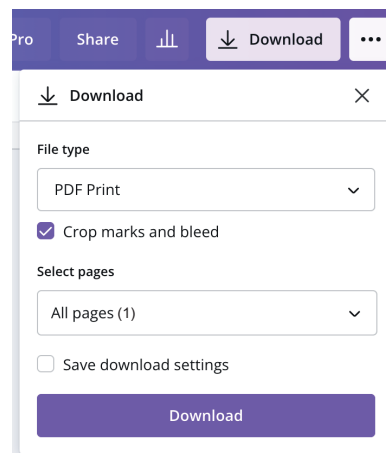 Pro Share Download
Download
File type
PDF Print
Crop marks and bleed
Select pages
All pages (1)
Save download settings
Download